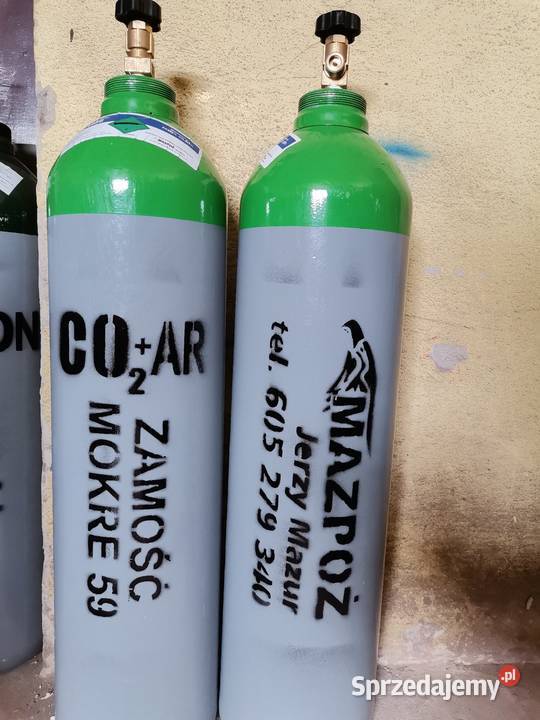 ON
CO₂+AR
ZAMOŚĆ
MOKRE 59
MAZPOŻ
Jerzy Mazur
tel. 605 279 340
Sprzedajemy.pl